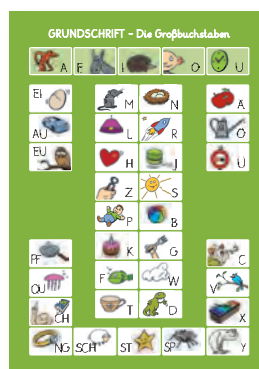 GRUNDSCHRIFT – Die Großbuchstaben
A E I O U
EI M N Ä
AU L R Ö
EU H J Ü
Z S
P B
PF K G C
QU F W V
CH T D X
NG SCH ST SP Y